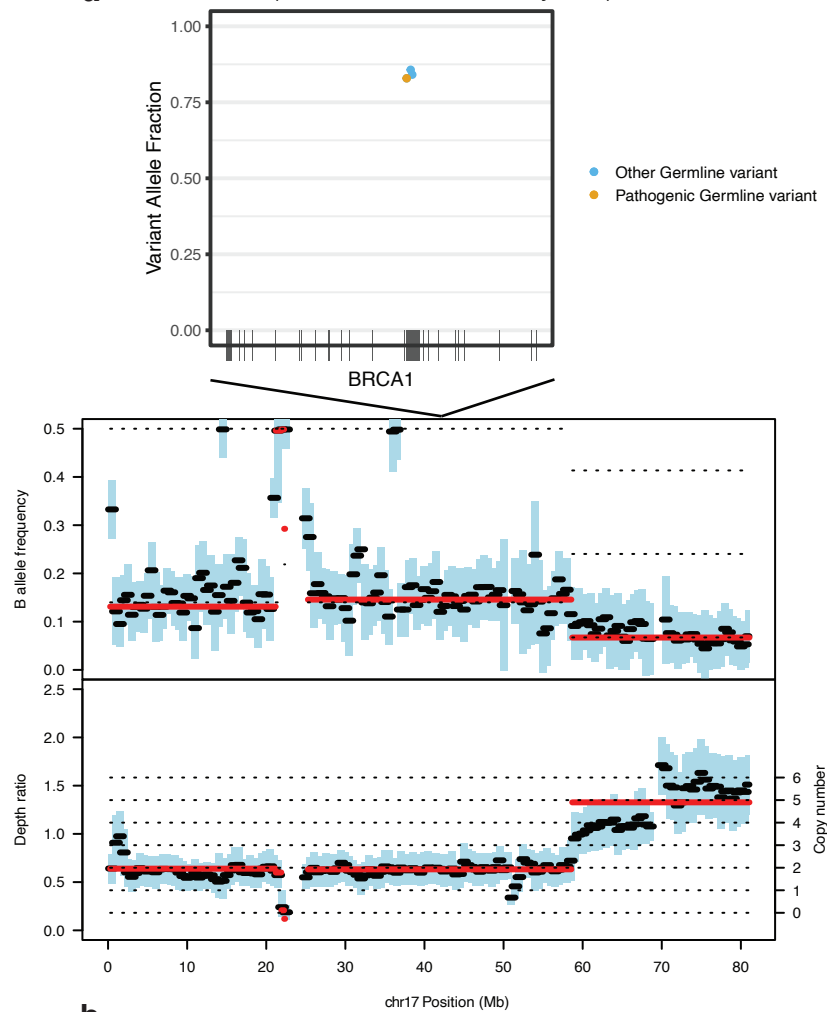 1.00
0.75
0.50
0.25
0.00
Variant Allele Fraction
Other Germline variant
Pathogenic Germline variant
BRCA1
0.5
0.4
0.3
0.2
0.1
0.0
B allele frequency
2.5
2.0
1.5
1.0
0.5
0.0
Depth ratio
6
5
4
3
2
1
0
Copy number
0 10 20 30 40 50 60 70 80
chr17 Position (Mb)